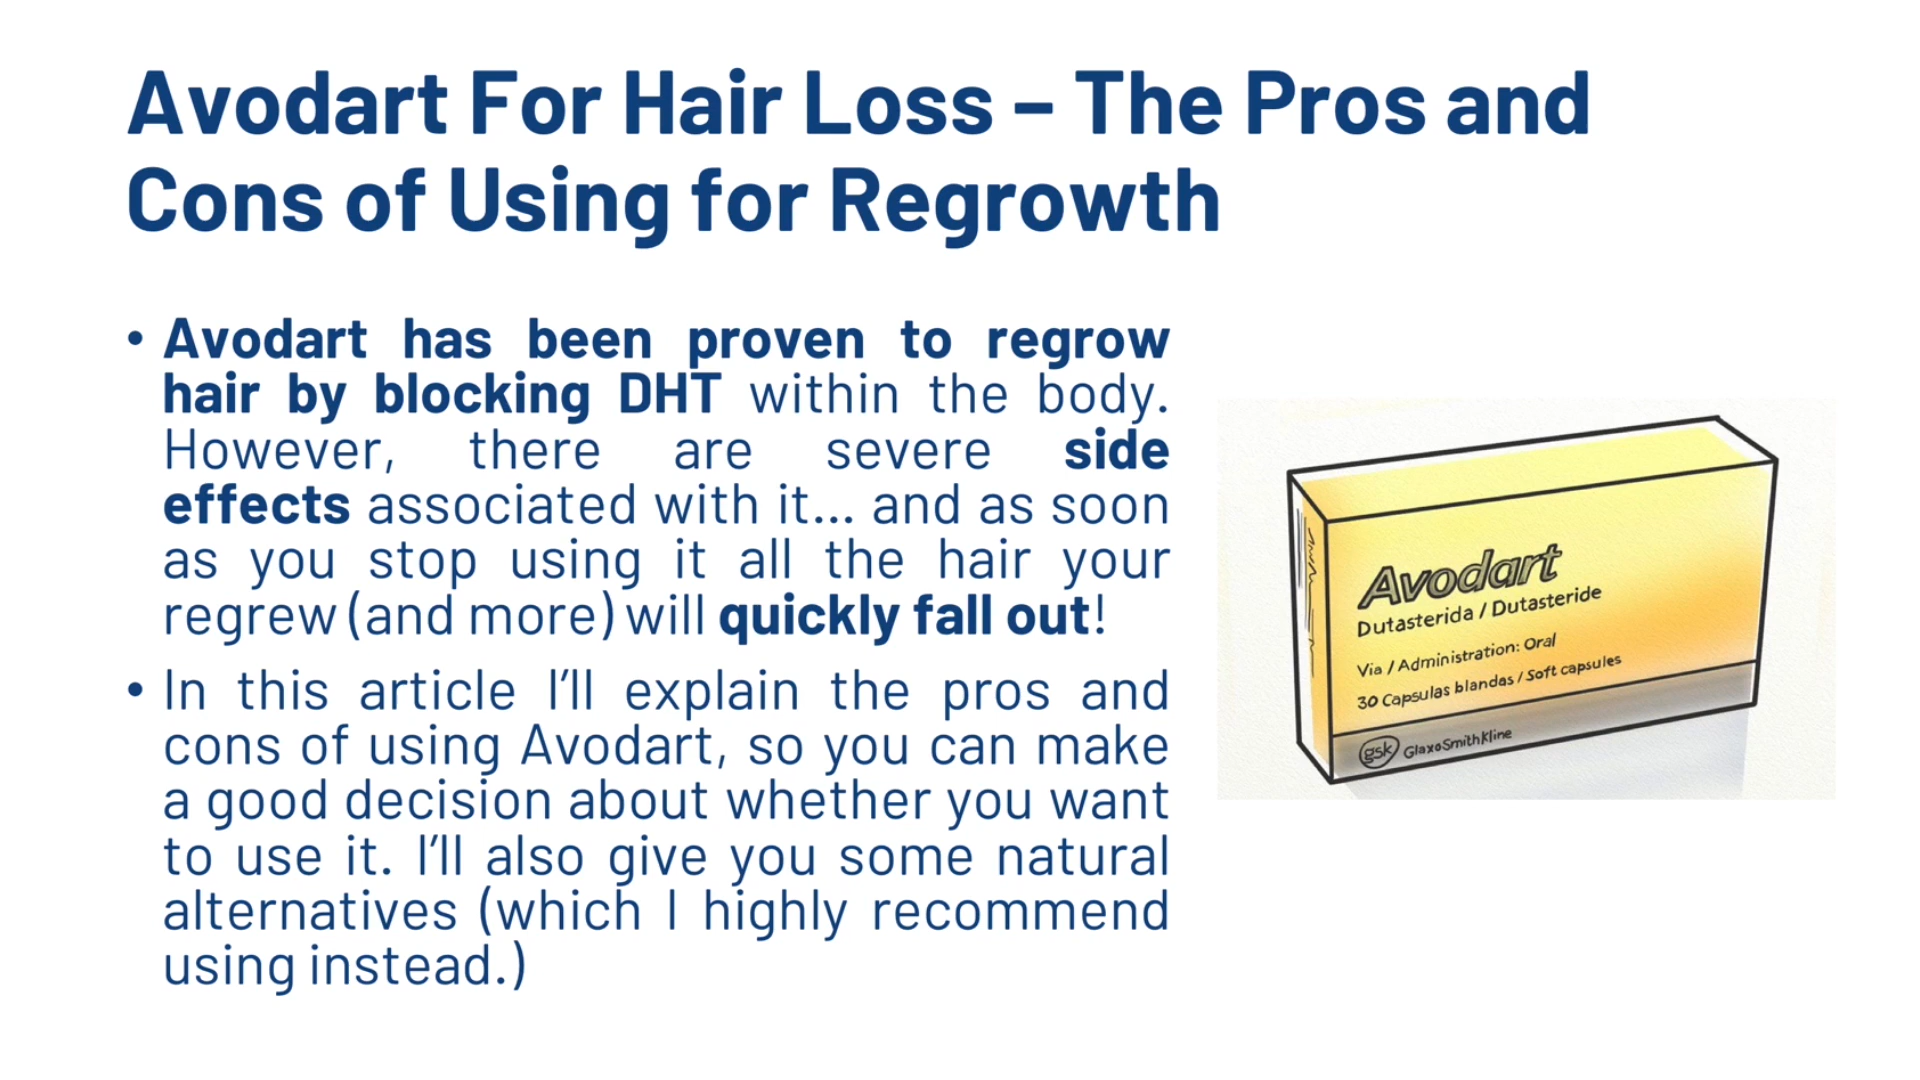 Avodart For Hair Loss – The Pros and
Cons of Using for Regrowth
• Avodart has been proven to regrow
hair by blocking DHT within the body.
However, there are severe side
effects associated with it... and as soon
as you stop using it all the hair your
regrew (and more) will quickly fall out!
• In this article I'll explain the pros and
cons of using Avodart, so you can make
a good decision about whether you want
to use it. I'll also give you some natural
alternatives (which I highly recommend
using instead.)
Avodart
Dutasterida / Dutasteride
Via / Administration: Oral
30 Capsulas blandas / Soft capsules
gsk GlaxoSmithKline